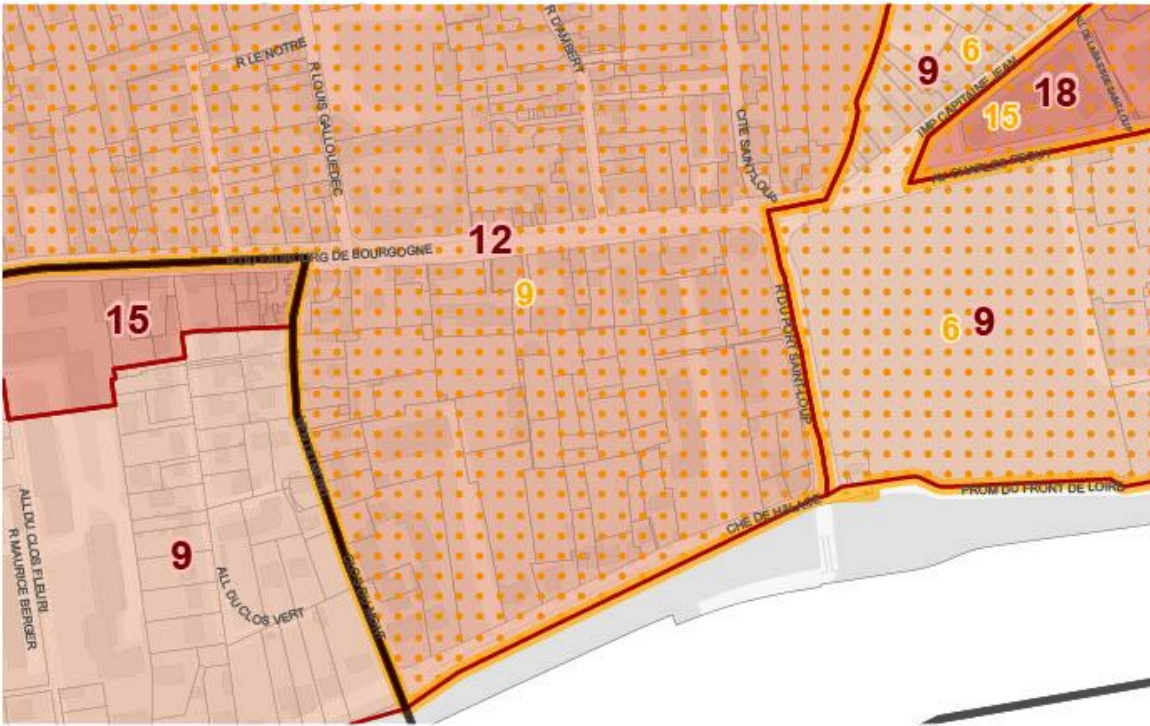 R LE NOTRE
R LOUIS GALLOUEDEC
R D'AMBERT
CITE SAINT-LOUP
9
6
IMP CAPITAINE JEAN
15
18
12
BOURG DE BOURGOGNE
9
15
R DU PORT SAINT-LOUP
6
9
PROM DU FRONT DE LOIRE
CHE DE HALAGE
9
ALL DU CLOS FLEURI
R MAURICE BERGER
ALL DU CLOS VERT